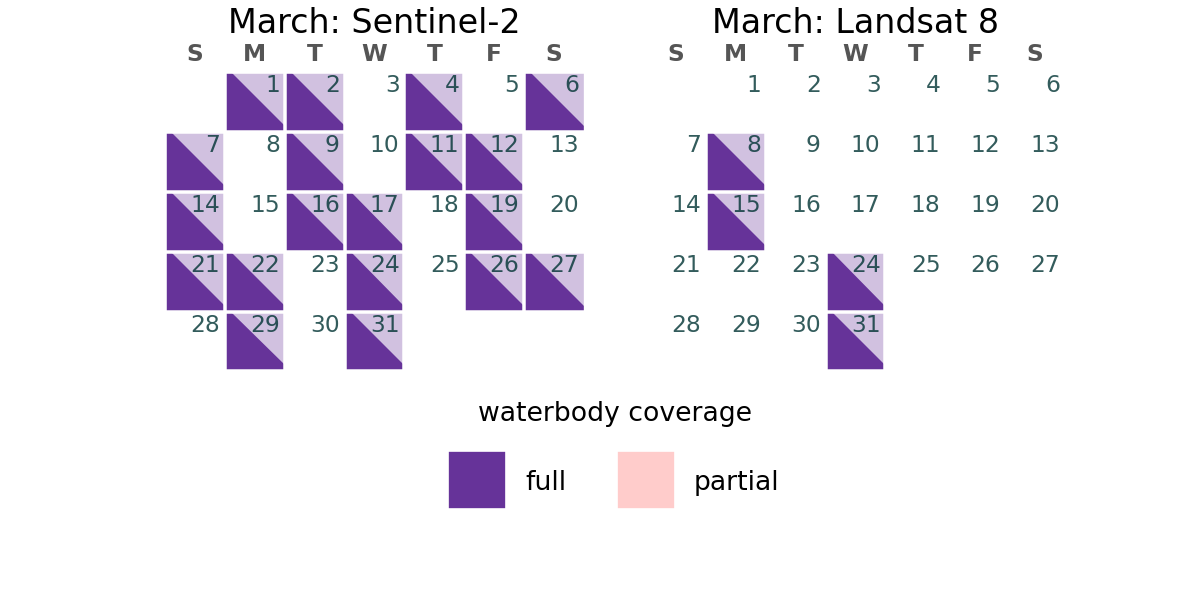 March: Sentinel-2
S M T W T F S
1 2 3 4 5 6
7 8 9 10 11 12 13
14 15 16 17 18 19 20
21 22 23 24 25 26 27
28 29 30 31
March: Landsat 8
S M T W T F S
1 2 3 4 5 6
7 8 9 10 11 12 13
14 15 16 17 18 19 20
21 22 23 24 25 26 27
28 29 30 31
waterbody coverage
full partial